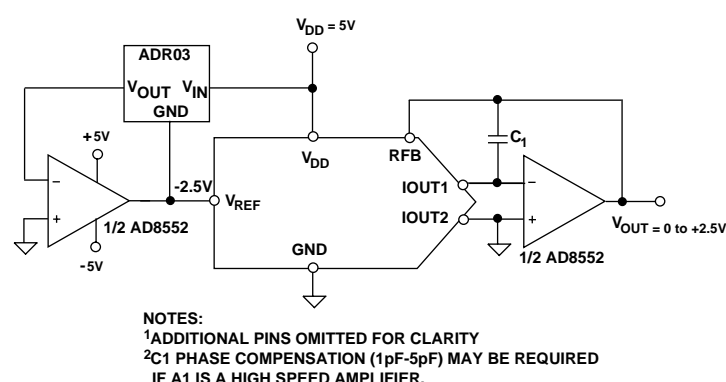 V_DD = 5V
ADR03
V_OUT V_IN
GND
+5V
-2.5V
V_REF
V_DD
RFB
C_1
IOUT1
IOUT2
−
+
1/2 AD8552
-5V
GND
−
+
1/2 AD8552
V_OUT = 0 to +2.5V
NOTES:
1ADDITIONAL PINS OMITTED FOR CLARITY
2C1 PHASE COMPENSATION (1pF-5pF) MAY BE REQUIRED
IF A1 IS A HIGH SPEED AMPLIFIER.